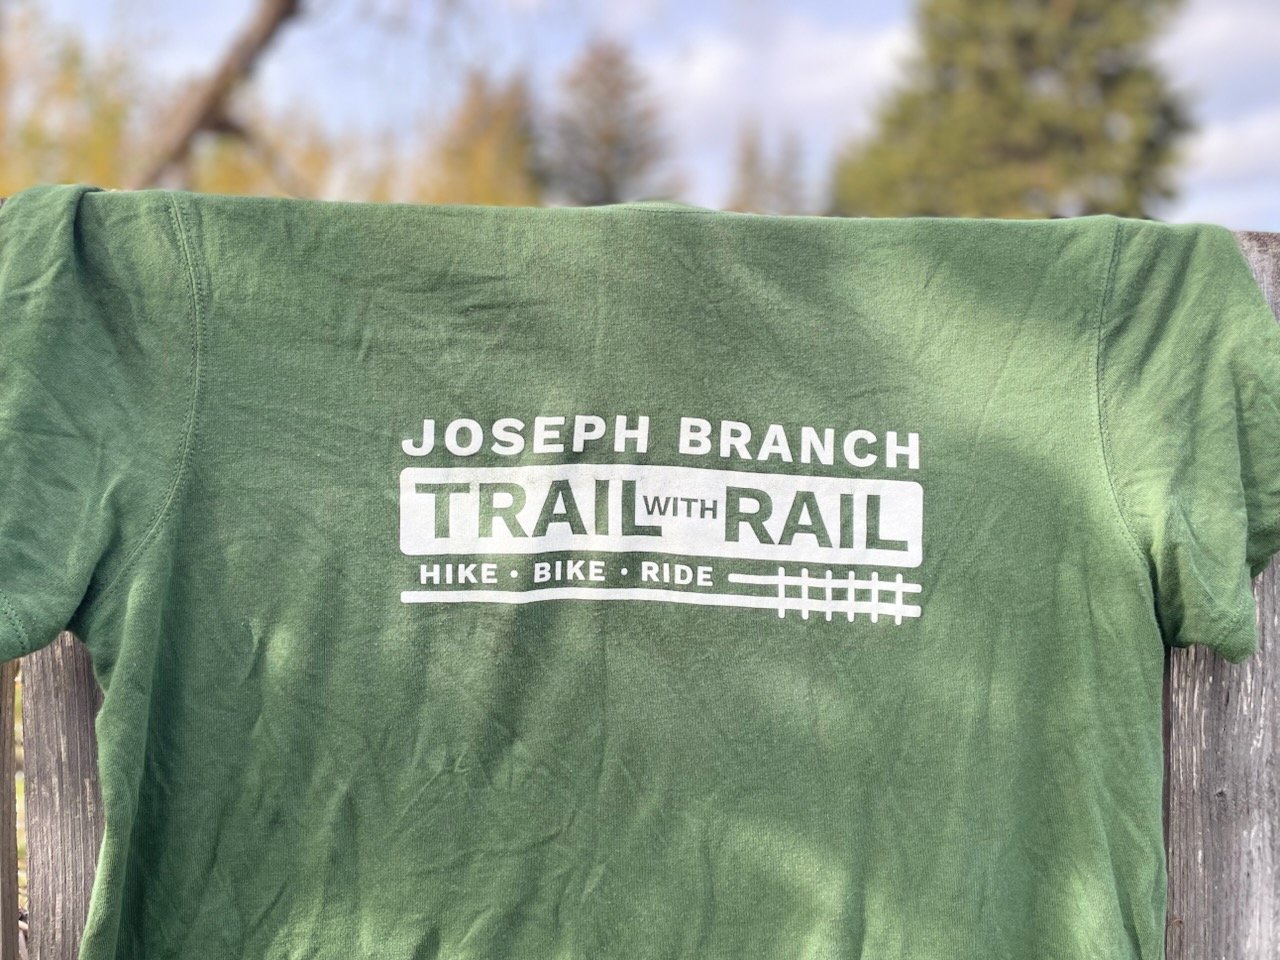 JOSEPH BRANCH
TRAIL WITH RAIL
HIKE • BIKE • RIDE